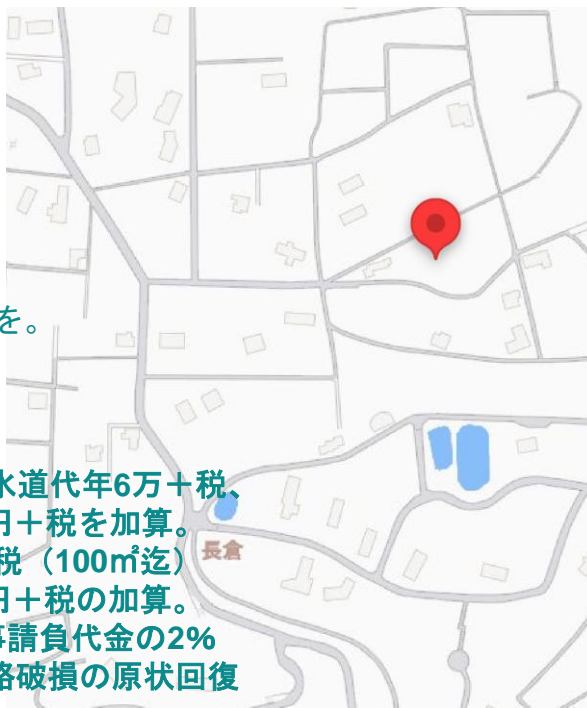 を。
水道代年6万＋税、
円＋税を加算。
長倉
税（100㎡迄）
円＋税の加算。
事請負代金の2%
路破損の原状回復